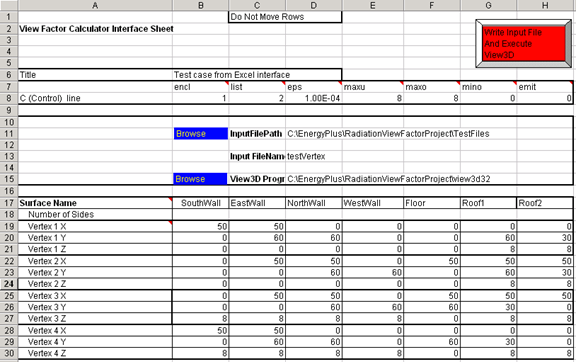 A B C D E F G H
1 Do Not Move Rows
2 View Factor Calculator Interface Sheet
3
4
5
Write Input File
And Execute
View3D
6 Title Test case from Excel interface
7 encl list eps maxu maxo mino emit
8 C (Control) line 1 2 1.00E-04 8 8 0 0
9
10
11 Browse InputFilePath C:\EnergyPlus\RadiationViewFactorProject\TestFiles
12
13 Input FileNam testVertex
14
15 Browse View3D Progr C:\EnergyPlus\RadiationViewFactorProject\view3d32
16
17 Surface Name SouthWall EastWall NorthWall WestWall Floor Roof1 Roof2
18 Number of Sides
19 Vertex 1 X 50 50 0 0 0 0 0
20 Vertex 1 Y 0 60 60 0 0 60 30
21 Vertex 1 Z 0 0 0 0 0 8 8
22 Vertex 2 X 0 50 50 0 50 50 50
23 Vertex 2 Y 0 0 60 60 0 60 30
24 Vertex 2 Z 0 0 0 0 0 8 8
25 Vertex 3 X 0 50 50 0 50 50 50
26 Vertex 3 Y 0 0 60 60 60 30 0
27 Vertex 3 Z 8 8 8 8 0 8 8
28 Vertex 4 X 50 50 0 0 0 0 0
29 Vertex 4 Y 0 60 60 0 60 30 0
30 Vertex 4 Z 8 8 8 8 0 8 8